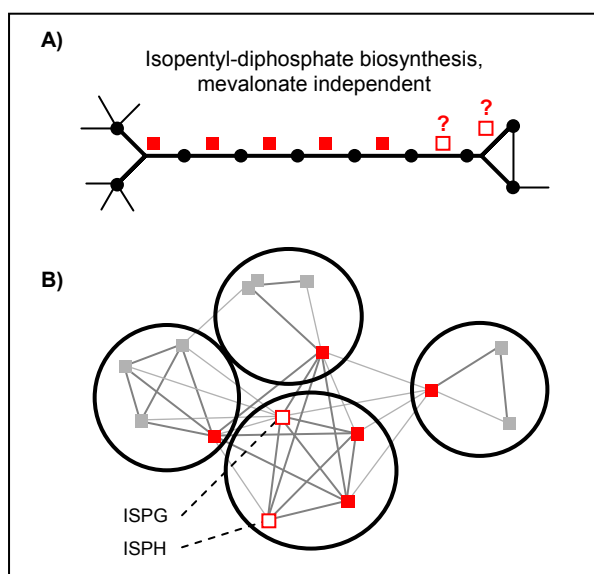 A)
Isopentyl-diphosphate biosynthesis,
mevalonate independent
? ?
B)
ISPG
ISPH